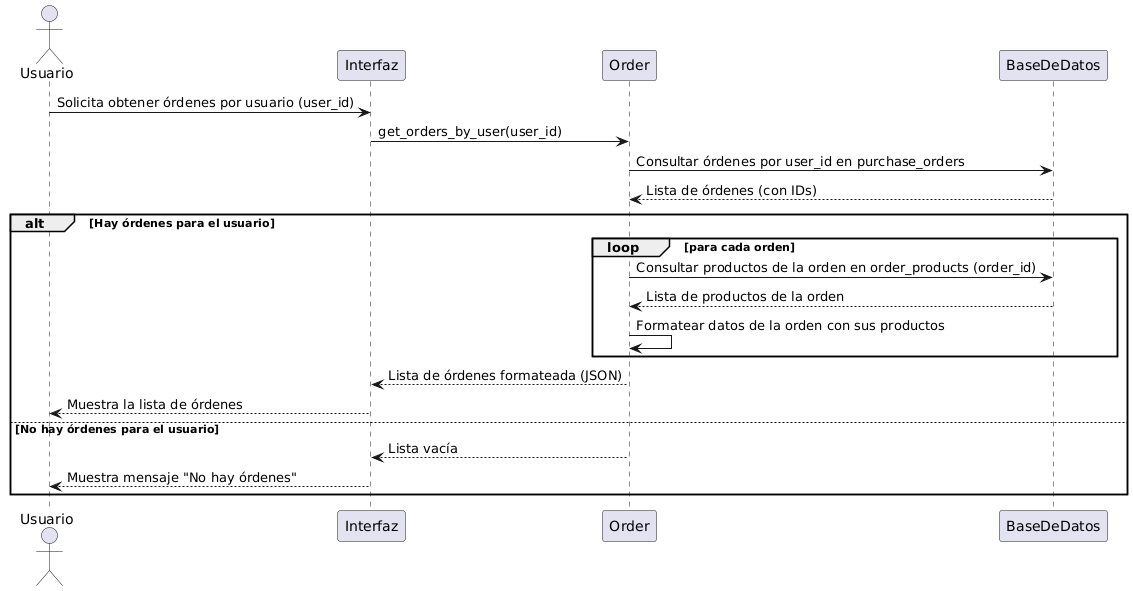 Usuario
Interfaz
Order
BaseDeDatos
Solicita obtener órdenes por usuario (user_id)
get_orders_by_user(user_id)
Consultar órdenes por user_id en purchase_orders
Lista de órdenes (con IDs)
alt
[Hay órdenes para el usuario]
loop
[para cada orden]
Consultar productos de la orden en order_products (order_id)
Lista de productos de la orden
Formatear datos de la orden con sus productos
Lista de órdenes formateada (JSON)
Muestra la lista de órdenes
[No hay órdenes para el usuario]
Lista vacía
Muestra mensaje "No hay órdenes"
Usuario
Interfaz
Order
BaseDeDatos